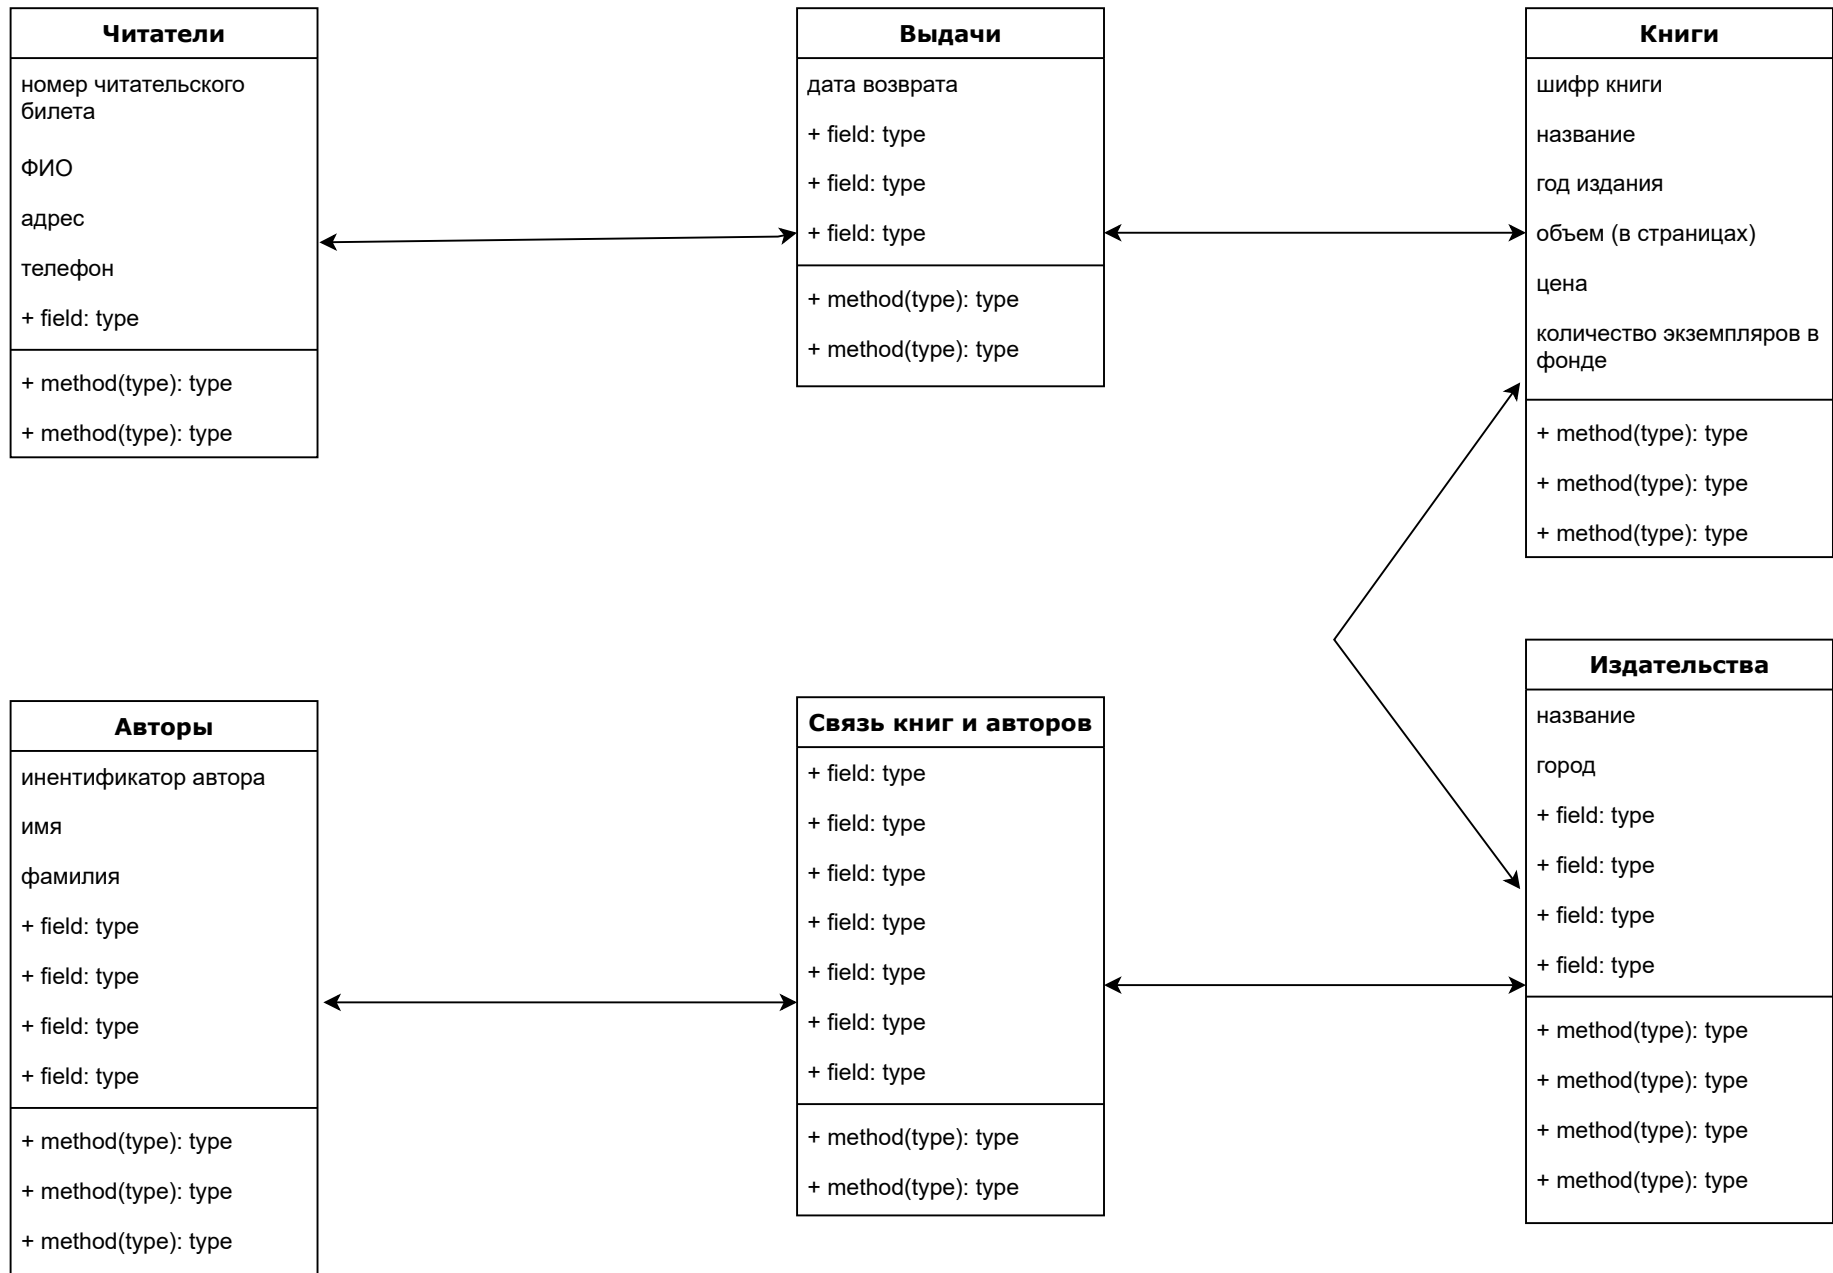 Читатели
номер читательского
билета
ФИО
адрес
телефон
+ field: type
+ method(type): type
+ method(type): type
Выдачи
дата возврата
+ field: type
+ field: type
+ field: type
+ method(type): type
+ method(type): type
Книги
шифр книги
название
год издания
объем (в страницах)
цена
количество экземпляров в
фонде
+ method(type): type
+ method(type): type
+ method(type): type
Авторы
инентификатор автора
имя
фамилия
+ field: type
+ field: type
+ field: type
+ field: type
+ method(type): type
+ method(type): type
+ method(type): type
Связь книг и авторов
+ field: type
+ field: type
+ field: type
+ field: type
+ field: type
+ field: type
+ field: type
+ method(type): type
+ method(type): type
Издательства
название
город
+ field: type
+ field: type
+ field: type
+ field: type
+ method(type): type
+ method(type): type
+ method(type): type
+ method(type): type